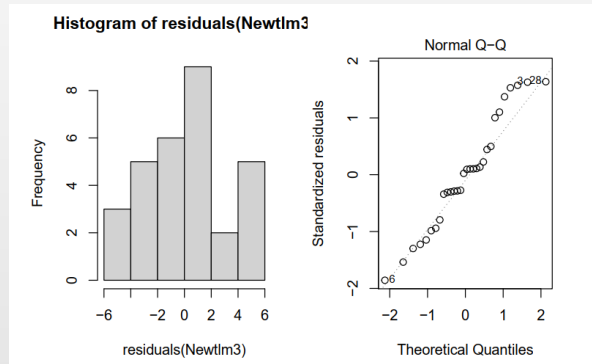 Histogram of residuals(Newtlm3
Frequency
0 2 4 6 8
-6 -2 0 2 4 6
residuals(Newtlm3)
Normal Q-Q
Standardized residuals
-2 -1 0 1 2
3 28
6
-2 -1 0 1 2
Theoretical Quantiles